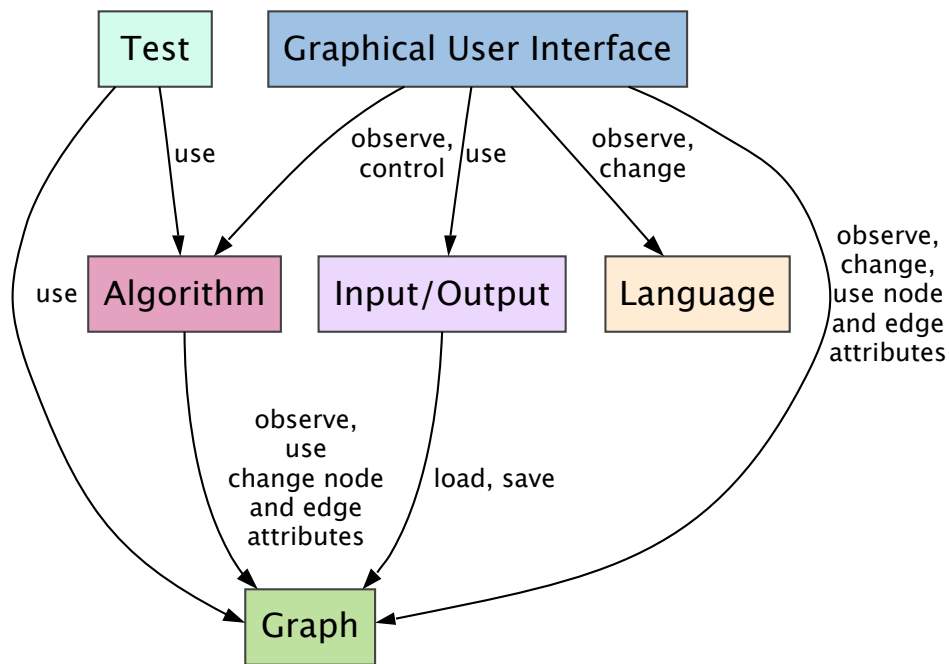 Test
Graphical User Interface
use
observe,
control
use
observe,
change
use
Algorithm
Input/Output
Language
observe,
change,
use node
and edge
attributes
observe,
use
change node
and edge
attributes
load, save
Graph